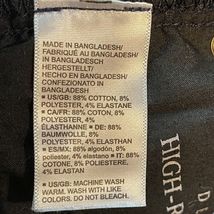 MADE IN BANGLADESH/
FABRIQUÉ AU BANGLADESH/
IN BANGLADESCH
HERGESTELLT/
HECHO EN BANGLADESH/
CONFEZIONATO IN
BANGLADESH
• US/GB: 88% COTTON, 8%
POLYESTER, 4% ELASTANE
• CA/FR: 88% COTON, 8%
POLYESTER, 4%
ÉLASTHANNE • DE: 88%
BAUMWOLLE, 8%
POLYESTER, 4% ELASTAN
• ES/MX: 88% algodón, 8%
poliester, 4% elastano • IT: 88%
COTONE, 8% POLIESTERE,
4% ELASTAN
• US/GB: MACHINE WASH
WARM. WASH WITH LIKE
COLORS. DO NOT BLEACH.
HIGH-R